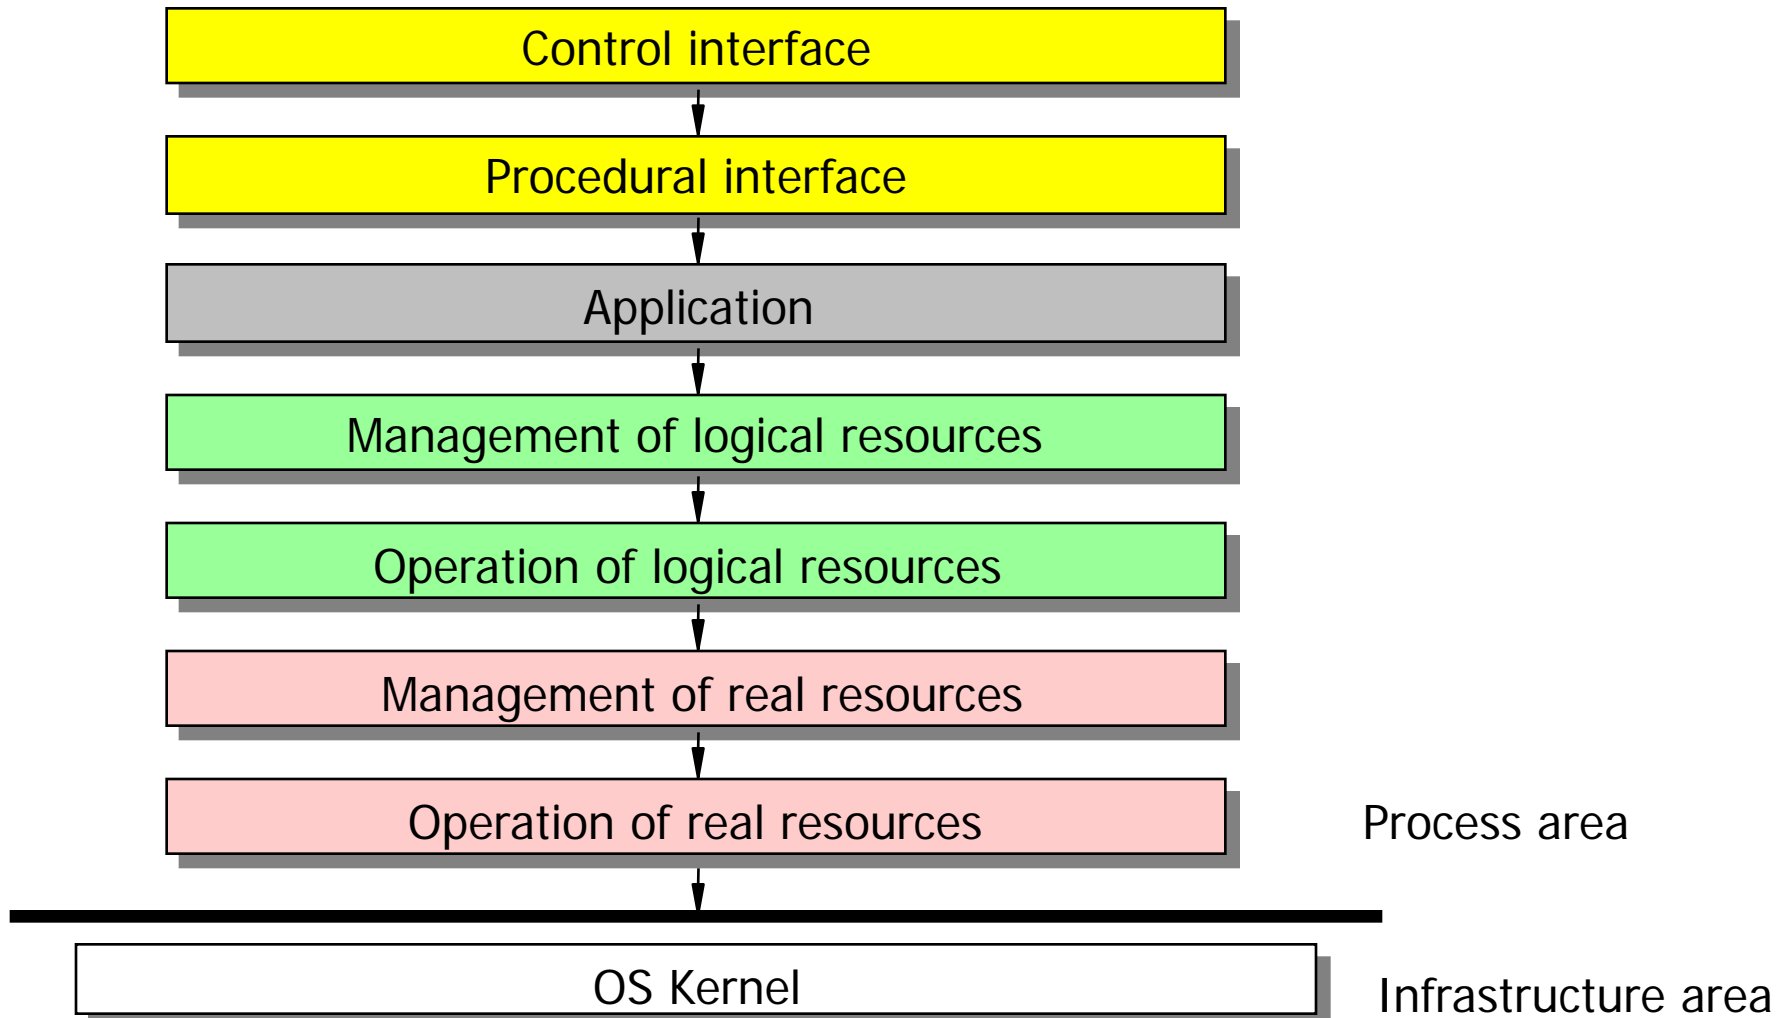 Control interface
Procedural interface
Application
Management of logical resources
Operation of logical resources
Management of real resources
Operation of real resources
Process area
OS Kernel
Infrastructure area